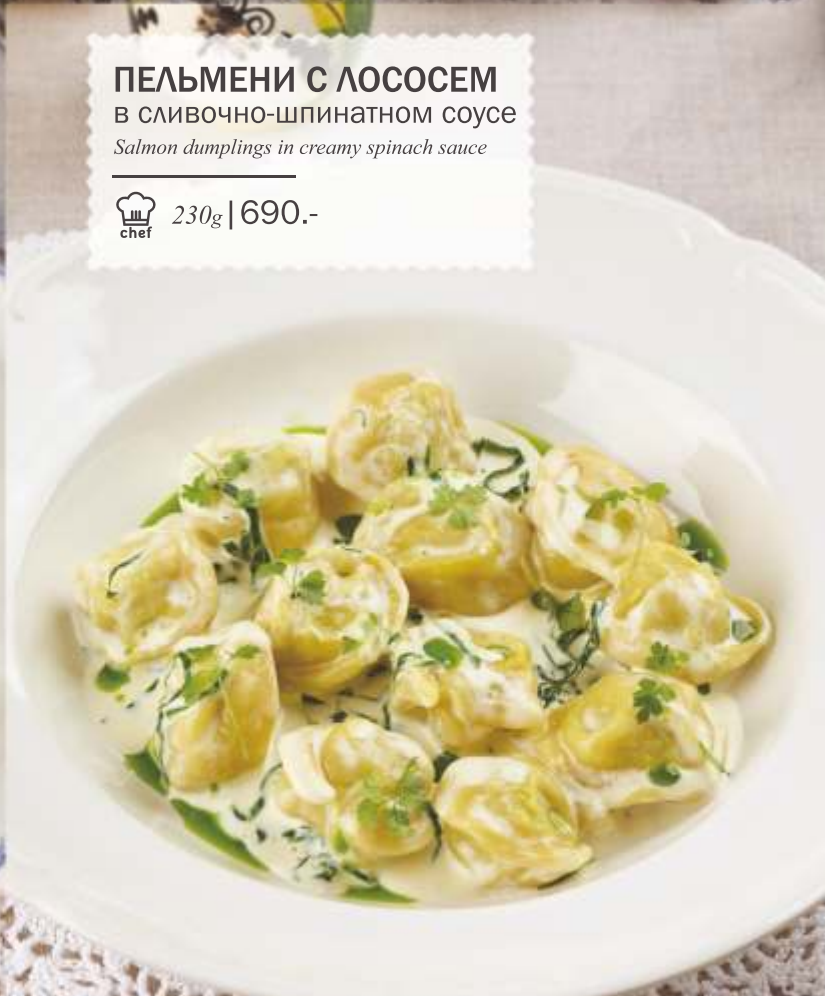 ПЕЛЬМЕНИ С ЛОСОСЕМ
в сливочно-шпинатном соусе
Salmon dumplings in creamy spinach sauce
chef 230g | 690.-